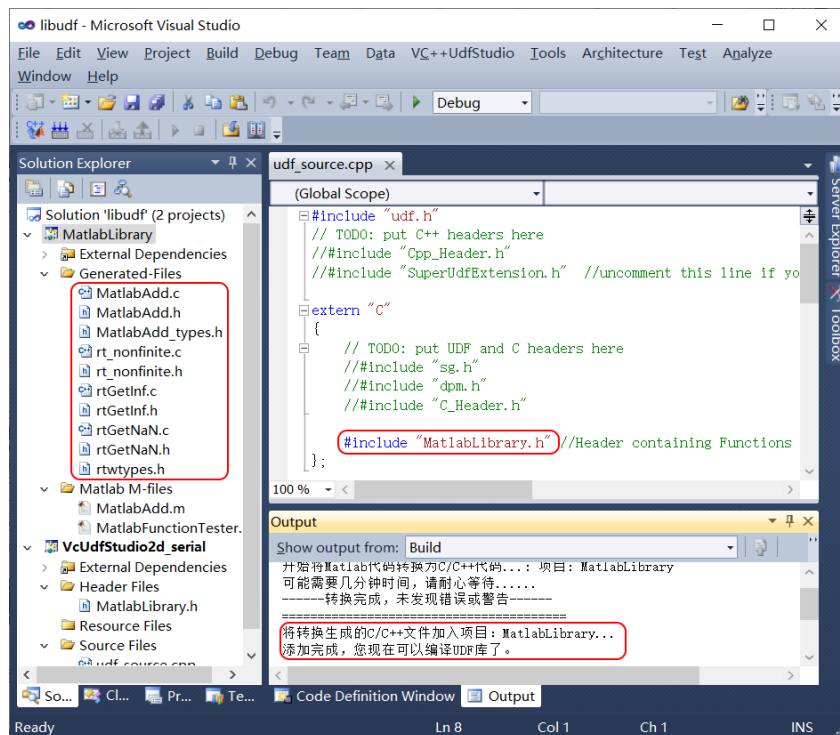 libudf - Microsoft Visual Studio
File Edit View Project Build Debug Team Data VC++UdfStudio Tools Architecture Test Analyze
Window Help
Debug
Solution Explorer
Solution 'libudf' (2 projects)
MatlabLibrary
External Dependencies
Generated-Files
MatlabAdd.c
MatlabAdd.h
MatlabAdd_types.h
rt_nonfinite.c
rt_nonfinite.h
rtGetInf.c
rtGetInf.h
rtGetNaN.c
rtGetNaN.h
rtwtypes.h
Matlab M-files
MatlabAdd.m
MatlabFunctionTester.
VcUdfStudio2d_serial
External Dependencies
Header Files
MatlabLibrary.h
Resource Files
Source Files
udf_source.cpp
So... Cl... Pr... Te...
udf_source.cpp
(Global Scope)
#include "udf.h"
// TODO: put C++ headers here
//#include "Cpp_Header.h"
//#include "SuperUdfExtension.h" //uncomment this line if yo
extern "C"
{
// TODO: put UDF and C headers here
//#include "sg.h"
//#include "dpm.h"
//#include "C_Header.h"
#include "MatlabLibrary.h" //Header containing Functions
};
100 %
Output
Show output from: Build
开始将Matlab代码转换为C/C++代码...: 项目: MatlabLibrary
可能需要几分钟时间，请耐心等待......
------转换完成，未发现错误或警告------
========================================
将转换生成的C/C++文件加入项目: MatlabLibrary...
添加完成，您现在可以编译UDF库了。
Code Definition Window Output
Server Explorer
Toolbox
Ready Ln 8 Col 1 Ch 1 INS